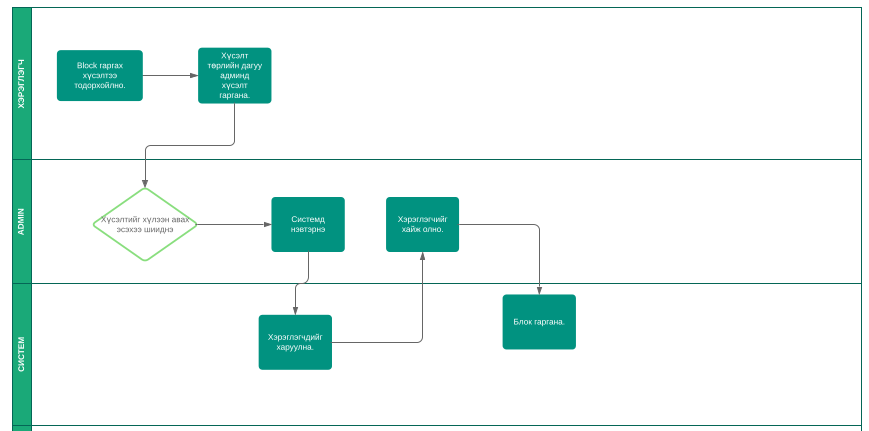 ХЭРЭГЛЭГЧ
Block гаргах
хүсэлтээ
тодорхойлно.
Хүсэлт
төрлийн дагуу
админд
хүсэлт
гаргана.
ADMIN
Хүсэлтийг хүлээн авах
эсэхээ шииднэ
Системд
нэвтэрнэ
Хэрэглэгчийг
хайж олно.
СИСТЕМ
Хэрэглэгчдийг
харуулна.
Блок гаргана.